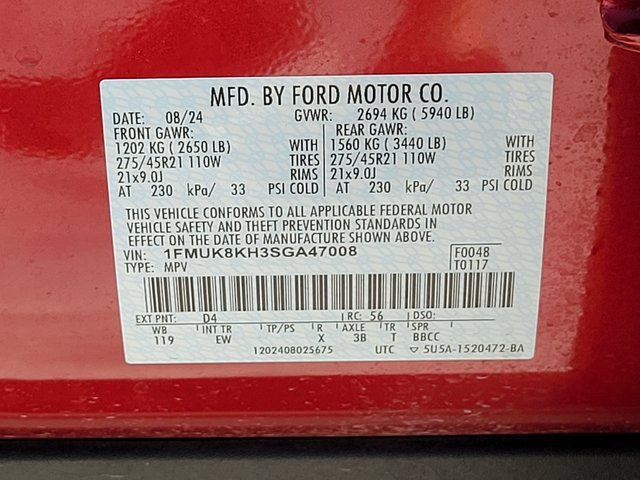 MFD. BY FORD MOTOR CO.
DATE: 08/24 GVWR: 2694 KG ( 5940 LB)
FRONT GAWR: REAR GAWR:
1202 KG ( 2650 LB) WITH 1560 KG ( 3440 LB) WITH
275/45R21 110W TIRES 275/45R21 110W TIRES
21x9.0J RIMS 21x9.0J RIMS
AT 230 kPa/ 33 PSI COLD AT 230 kPa/ 33 PSI COLD
THIS VEHICLE CONFORMS TO ALL APPLICABLE FEDERAL MOTOR
VEHICLE SAFETY AND THEFT PREVENTION STANDARDS IN
EFFECT ON THE DATE OF MANUFACTURE SHOWN ABOVE.
VIN: 1FMUK8KH3SGA47008 F0048
TYPE: MPV T0117
EXT PNT: D4 RC: 56 DSO:
WB INT TR TP/PS R AXLE TR SPR
119 EW X 3B T BBCC
1202408025675 UTC ▽ 5U5A-1520472-BA